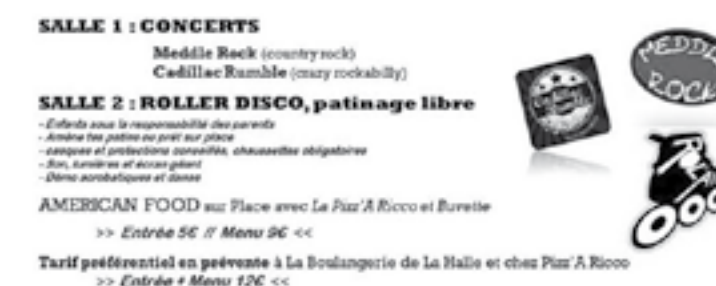 SALLE 1 : CONCERTS
Meddle Rock (country rock)
Cadillac Rumble (crazy rockabilly)
SALLE 2 : ROLLER DISCO, patinage libre
- Enfants sous la responsabilité des parents
- Amène tes patins ou prêt sur place
- casques et protections conseillés, chaussettes obligatoires
- Son, lumières et écran géant
- Démo acrobatiques et danse
AMERICAN FOOD sur Place avec La Pizz'A Ricco et Buvette
>> Entrée 5€ // Menu 9€ <<
Tarif préférentiel en prévente à La Boulangerie de La Halle et chez Pizz'A Ricco
>> Entrée + Menu 12€ <<
MEDDLE
ROCK